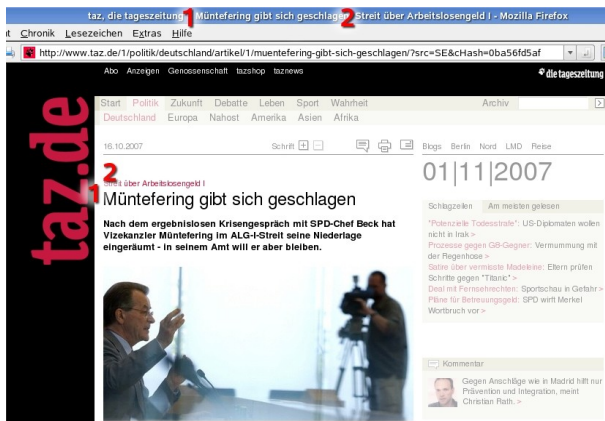 taz, die tageszeitung 1 Müntefering gibt sich geschlagen 2 Streit über Arbeitslosengeld I - Mozilla Firefox
Chronik Lesezeichen Extras Hilfe
http://www.taz.de/1/politik/deutschland/artikel/1/muentefering-gibt-sich-geschlagen/?src=SE&cHash=0ba56fd5af
Abo Anzeigen Genossenschaft tazshop taznews
die tageszeitung
taz.de
Start Politik Zukunft Debatte Leben Sport Wahrheit Archiv
Deutschland Europa Nahost Amerika Asien Afrika
16.10.2007 Schrift
Blogs Berlin Nord LMD Reise
01|11|2007
2
Streit über Arbeitslosengeld I
1
Müntefering gibt sich geschlagen
Nach dem ergebnislosen Krisengespräch mit SPD-Chef Beck hat
Vizekanzler Müntefering im ALG-I-Streit seine Niederlage
eingeräumt - in seinem Amt will er aber bleiben.
Schlagzeilen Am meisten gelesen
"Potenzielle Todesstrafe": US-Diplomaten wollen
nicht in Irak >
Prozesse gegen G8-Gegner: Vermummung mit
der Regenhose >
Satire über vermisste Madeleine: Eltern prüfen
Schritte gegen "Titanic" >
Deal mit Fernsehrechten: Sportschau in Gefahr >
Pläne für Betreuungsgeld: SPD wirft Merkel
Wortbruch vor >
Kommentar
Gegen Anschläge wie in Madrid hilft nur
Prävention und Integration, meint
Christian Rath. >